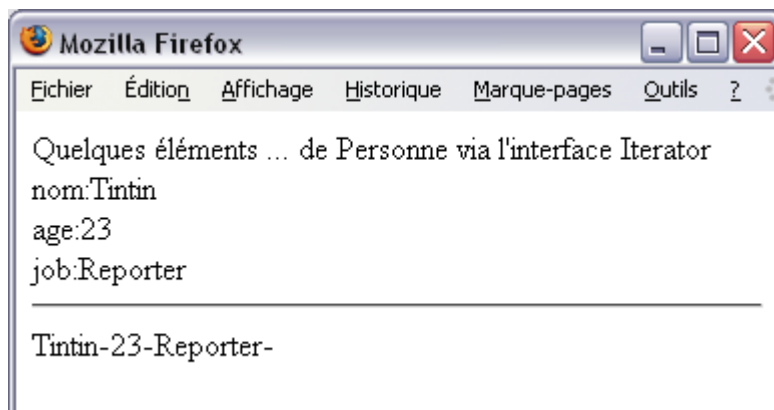 Mozilla Firefox
Fichier Édition Affichage Historique Marque-pages Outils ?
Quelques éléments ... de Personne via l'interface Iterator
nom:Tintin
age:23
job:Reporter
Tintin-23-Reporter-